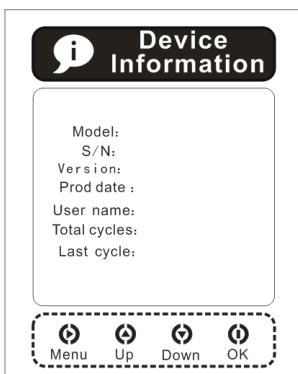 i
Device
Information
Model:
S/N:
Version:
Prod date :
User name:
Total cycles:
Last cycle:
Menu Up Down OK